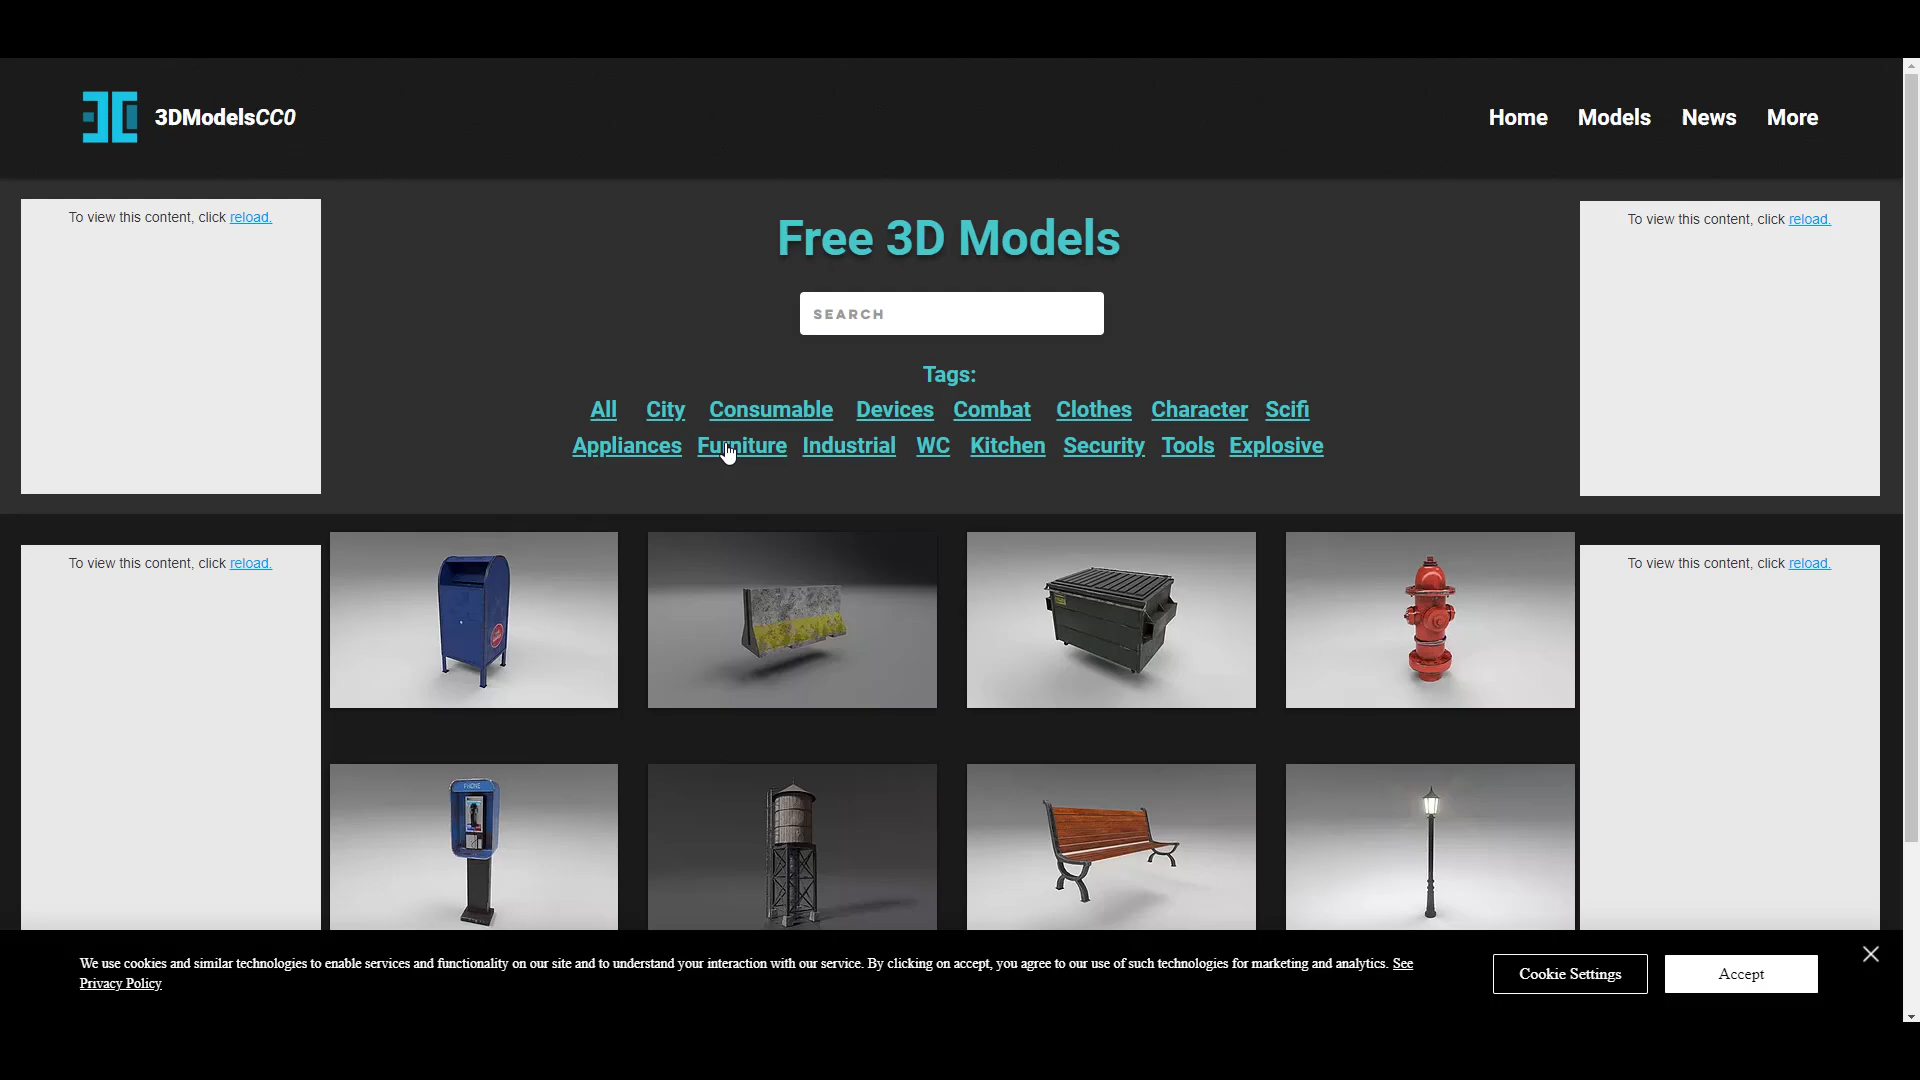 3DModelsCC0
Home Models News More
To view this content, click reload.
To view this content, click reload.
Free 3D Models
SEARCH
Tags:
All City Consumable Devices Combat Clothes Character Scifi
Appliances Furniture Industrial WC Kitchen Security Tools Explosive
To view this content, click reload.
To view this content, click reload.
PHONE
We use cookies and similar technologies to enable services and functionality on our site and to understand your interaction with our service. By clicking on accept, you agree to our use of such technologies for marketing and analytics. See
Privacy Policy
Cookie Settings
Accept